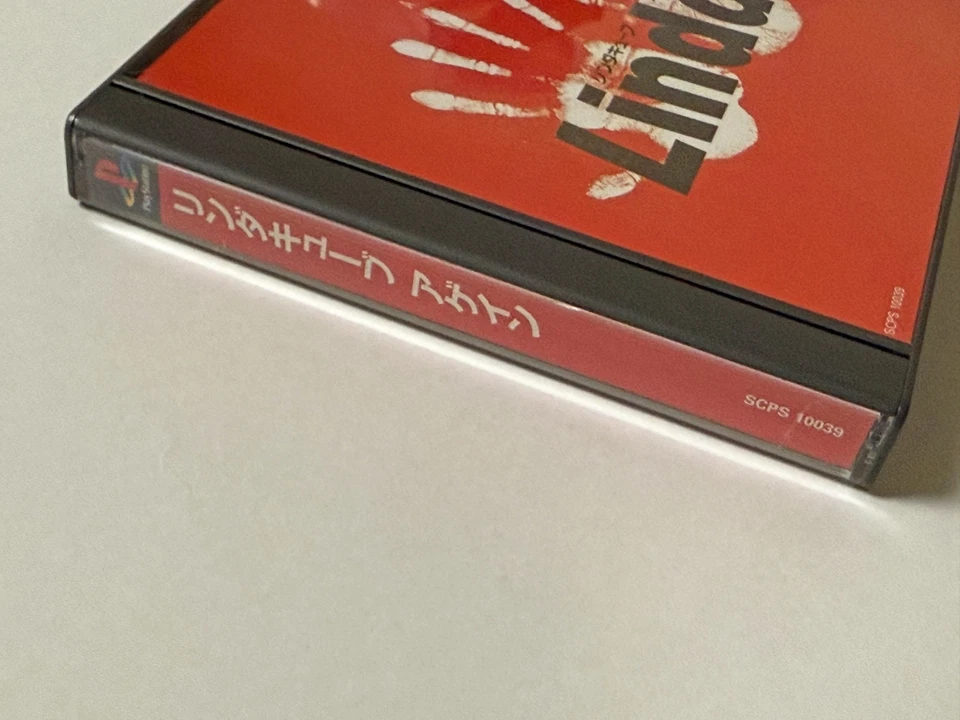 Linda
リンダキューブ
SCPS 10039
PlayStation
リンダキューブ アゲイン
SCPS 10039